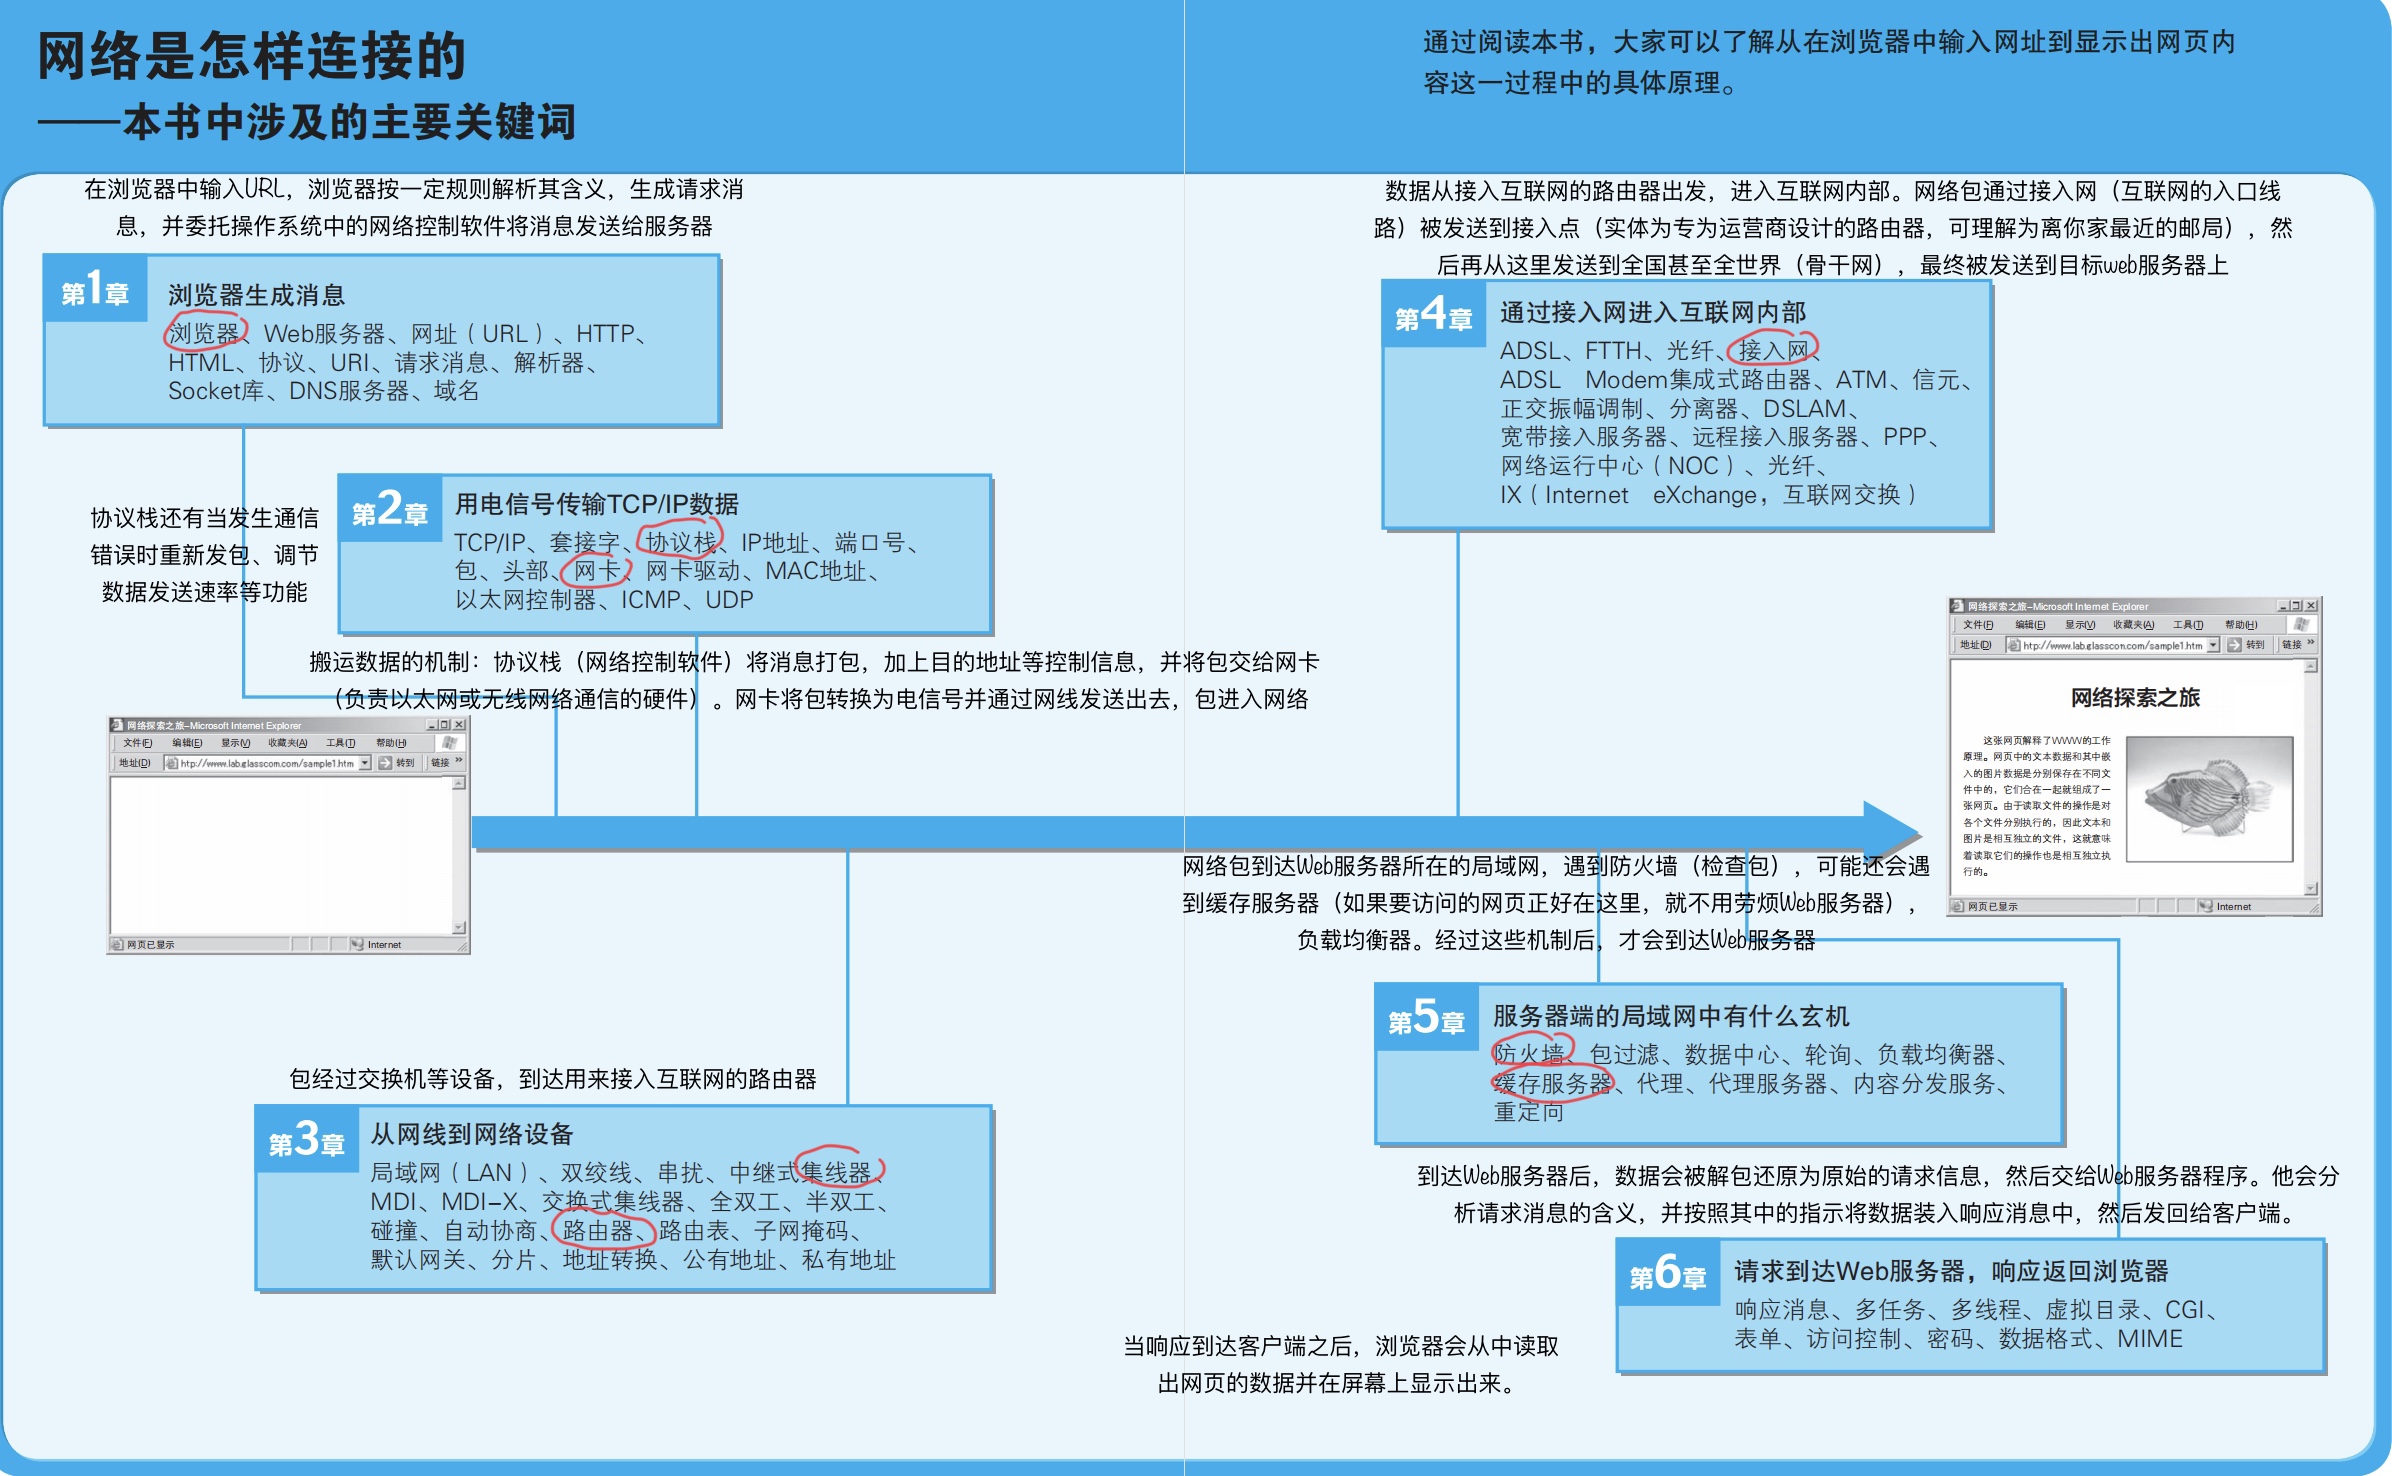 网络是怎样连接的
——本书中涉及的主要关键词
通过阅读本书，大家可以了解从在浏览器中输入网址到显示出网页内
容这一过程中的具体原理。
在浏览器中输入URL，浏览器按一定规则解析其含义，生成请求消
息，并委托操作系统中的网络控制软件将消息发送给服务器
第1章
浏览器生成消息
浏览器、Web服务器、网址（URL）、HTTP、
HTML、协议、URI、请求消息、解析器、
Socket库、DNS服务器、域名
协议栈还有当发生通信
错误时重新发包、调节
数据发送速率等功能
第2章
用电信号传输TCP/IP数据
TCP/IP、套接字、协议栈、IP地址、端口号、
包、头部、网卡、网卡驱动、MAC地址、
以太网控制器、ICMP、UDP
搬运数据的机制：协议栈（网络控制软件）将消息打包，加上目的地址等控制信息，并将包交给网卡
（负责以太网或无线网络通信的硬件）。网卡将包转换为电信号并通过网线发送出去，包进入网络
网络探索之旅–Microsoft Internet Explorer
文件(F) 编辑(E) 显示(V) 收藏夹(A) 工具(T) 帮助(H)
地址(D) http://www.lab.glasscom.com/sample1.htm 转到 链接 »
网页已显示 Internet
包经过交换机等设备，到达用来接入互联网的路由器
第3章
从网线到网络设备
局域网（LAN）、双绞线、串扰、中继式集线器、
MDI、MDI–X、交换式集线器、全双工、半双工、
碰撞、自动协商、路由器、路由表、子网掩码、
默认网关、分片、地址转换、公有地址、私有地址
数据从接入互联网的路由器出发，进入互联网内部。网络包通过接入网（互联网的入口线
路）被发送到接入点（实体为专为运营商设计的路由器，可理解为离你家最近的邮局），然
后再从这里发送到全国甚至全世界（骨干网），最终被发送到目标web服务器上
第4章
通过接入网进入互联网内部
ADSL、FTTH、光纤、接入网、
ADSL Modem集成式路由器、ATM、信元、
正交振幅调制、分离器、DSLAM、
宽带接入服务器、远程接入服务器、PPP、
网络运行中心（NOC）、光纤、
IX（Internet eXchange，互联网交换）
网络探索之旅–Microsoft Internet Explorer
文件(F) 编辑(E) 显示(V) 收藏夹(A) 工具(T) 帮助(H)
地址(D) http://www.lab.glasscom.com/sample1.htm 转到 链接 »
网络探索之旅
这张网页解释了WWW的工作
原理。网页中的文本数据和其中嵌
入的图片数据是分别保存在不同文
件中的，它们合在一起就组成了一
张网页。由于读取文件的操作是对
各个文件分别执行的，因此文本和
图片是相互独立的文件，这就意味
着读取它们的操作也是相互独立执
行的。
网页已显示 Internet
网络包到达Web服务器所在的局域网，遇到防火墙（检查包），可能还会遇
到缓存服务器（如果要访问的网页正好在这里，就不用劳烦Web服务器），
负载均衡器。经过这些机制后，才会到达Web服务器
第5章
服务器端的局域网中有什么玄机
防火墙、包过滤、数据中心、轮询、负载均衡器、
缓存服务器、代理、代理服务器、内容分发服务、
重定向
到达Web服务器后，数据会被解包还原为原始的请求信息，然后交给Web服务器程序。他会分
析请求消息的含义，并按照其中的指示将数据装入响应消息中，然后发回给客户端。
第6章
请求到达Web服务器，响应返回浏览器
响应消息、多任务、多线程、虚拟目录、CGI、
表单、访问控制、密码、数据格式、MIME
当响应到达客户端之后，浏览器会从中读取
出网页的数据并在屏幕上显示出来。